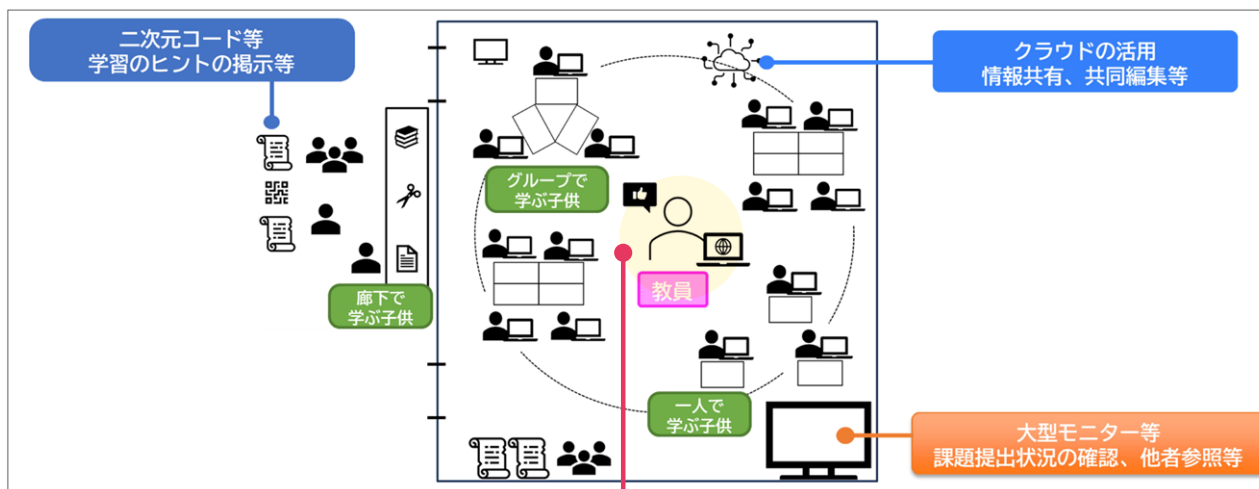 二次元コード等
学習のヒントの掲示等
クラウドの活用
情報共有、共同編集等
グループで
学ぶ子供
教員
廊下で
学ぶ子供
一人で
学ぶ子供
大型モニター等
課題提出状況の確認、他者参照等